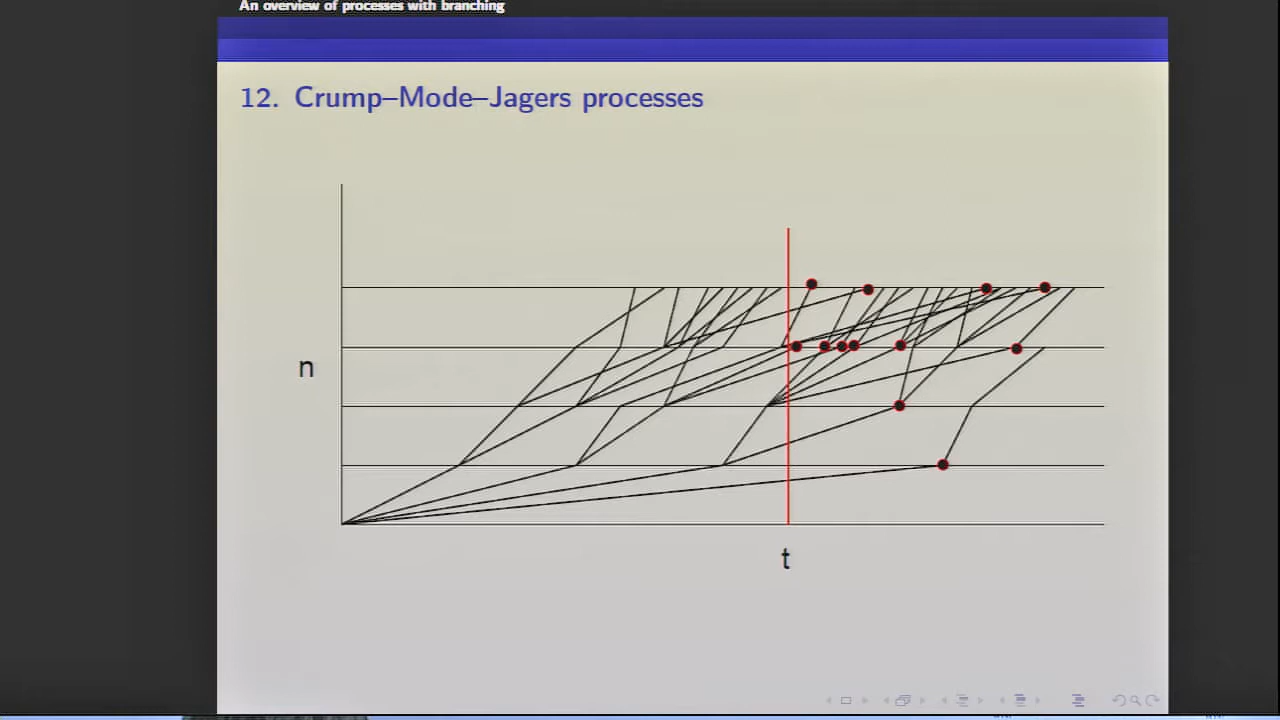 An overview of processes with branching
12. Crump–Mode–Jagers processes
n
t